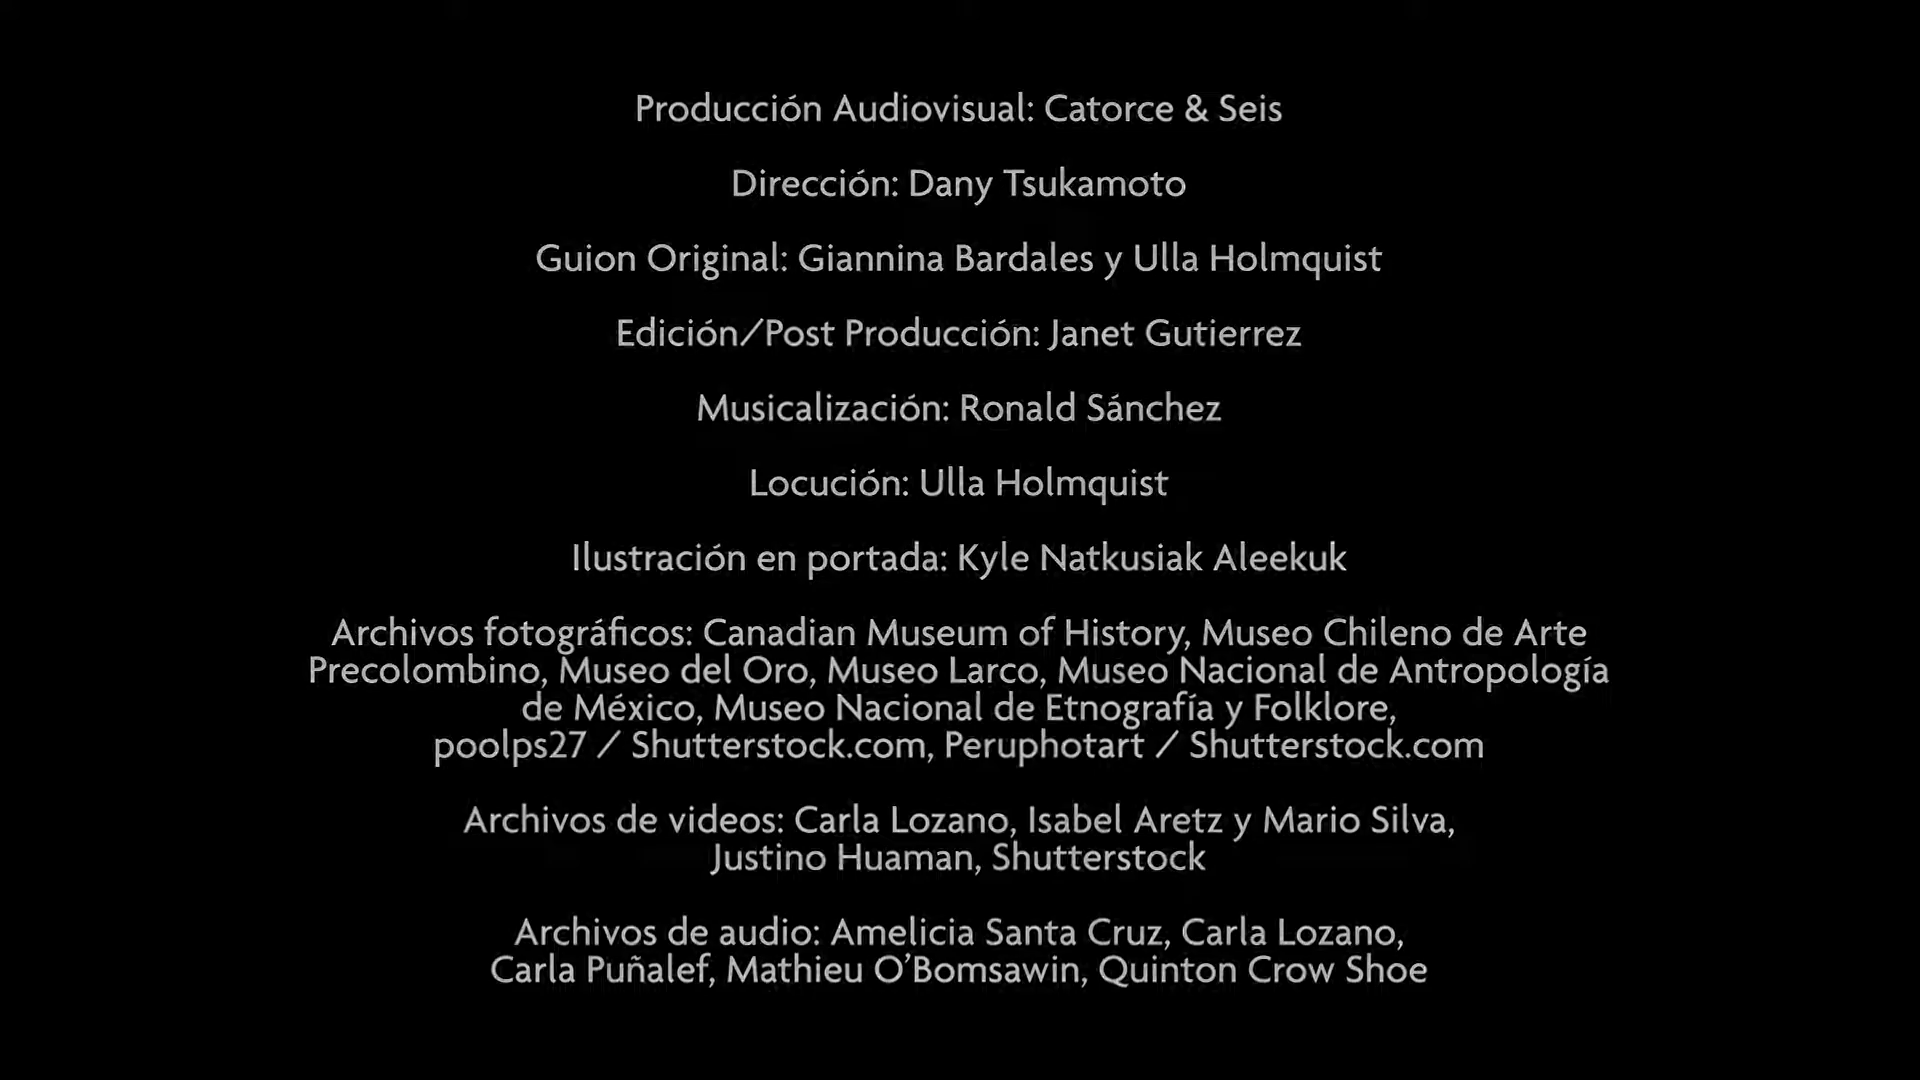 Producción Audiovisual: Catorce & Seis
Dirección: Dany Tsukamoto
Guion Original: Giannina Bardales y Ulla Holmquist
Edición/Post Producción: Janet Gutierrez
Musicalización: Ronald Sánchez
Locución: Ulla Holmquist
Ilustración en portada: Kyle Natkusiak Aleekuk
Archivos fotográficos: Canadian Museum of History, Museo Chileno de Arte
Precolombino, Museo del Oro, Museo Larco, Museo Nacional de Antropología
de México, Museo Nacional de Etnografía y Folklore,
poolps27 / Shutterstock.com, Peruphotart / Shutterstock.com
Archivos de videos: Carla Lozano, Isabel Aretz y Mario Silva,
Justino Huaman, Shutterstock
Archivos de audio: Amelicia Santa Cruz, Carla Lozano,
Carla Puñalef, Mathieu O’Bomsawin, Quinton Crow Shoe